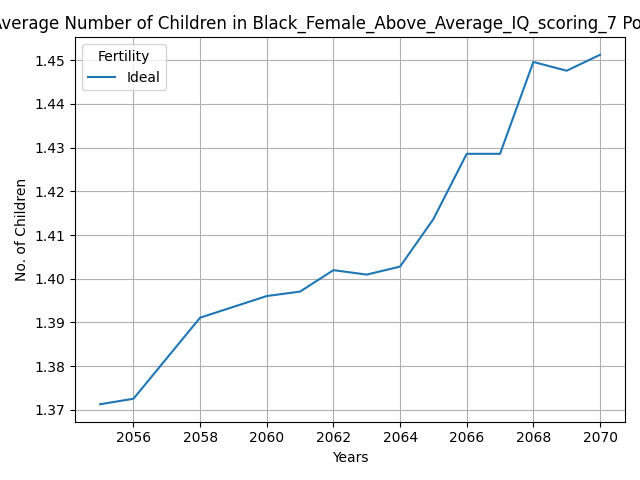 Average Number of Children in Black_Female_Above_Average_IQ_scoring_7 Po
Fertility
Ideal
1.45
1.44
1.43
1.42
1.41
1.40
1.39
1.38
1.37
No. of Children
2056 2058 2060 2062 2064 2066 2068 2070
Years